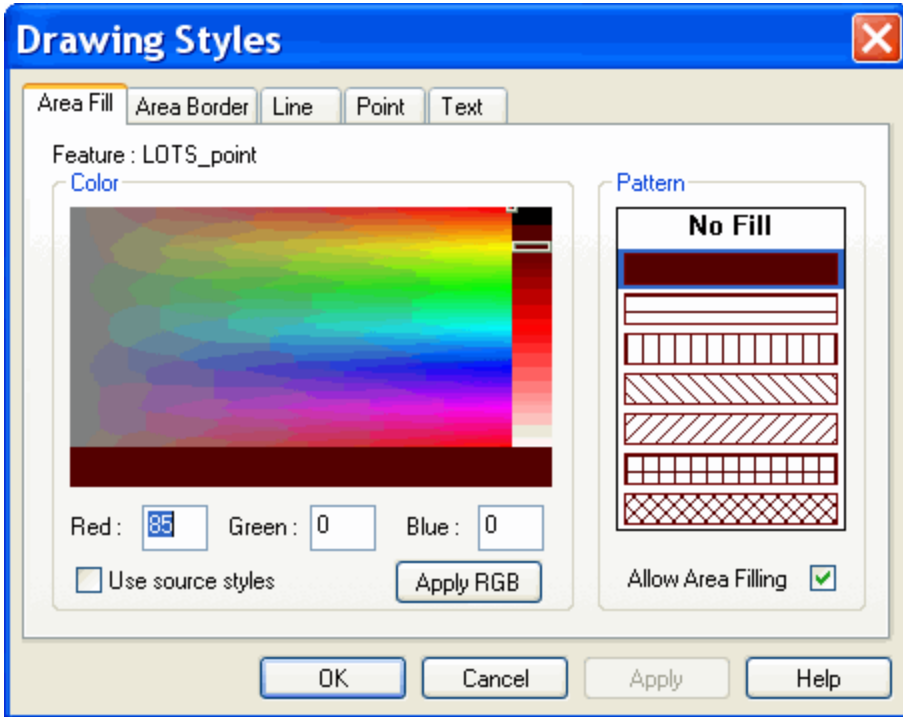 Drawing Styles
Area Fill Area Border Line Point Text
Feature : LOTS_point
Color
Pattern
No Fill
Red : 85 Green : 0 Blue : 0
Use source styles Apply RGB
Allow Area Filling
OK Cancel Apply Help